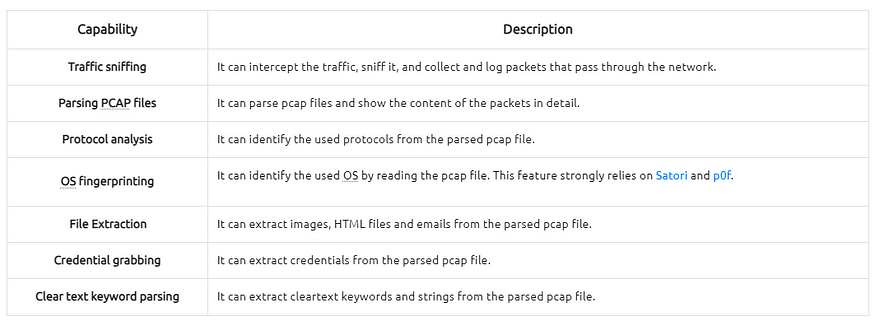 Capability Description
Traffic sniffing It can intercept the traffic, sniff it, and collect and log packets that pass through the network.
Parsing PCAP files It can parse pcap files and show the content of the packets in detail.
Protocol analysis It can identify the used protocols from the parsed pcap file.
OS fingerprinting It can identify the used OS by reading the pcap file. This feature strongly relies on Satori and p0f.
File Extraction It can extract images, HTML files and emails from the parsed pcap file.
Credential grabbing It can extract credentials from the parsed pcap file.
Clear text keyword parsing It can extract cleartext keywords and strings from the parsed pcap file.